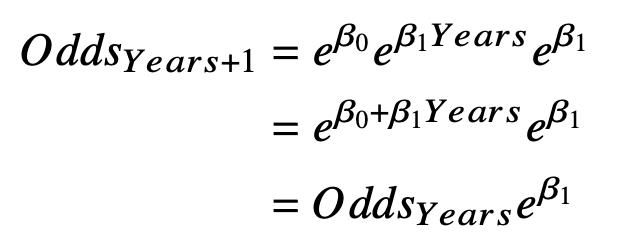 Odds_{Years+1} = e^{β_0} e^{β_1 Years} e^{β_1}
= e^{β_0+β_1 Years} e^{β_1}
= Odds_{Years} e^{β_1}